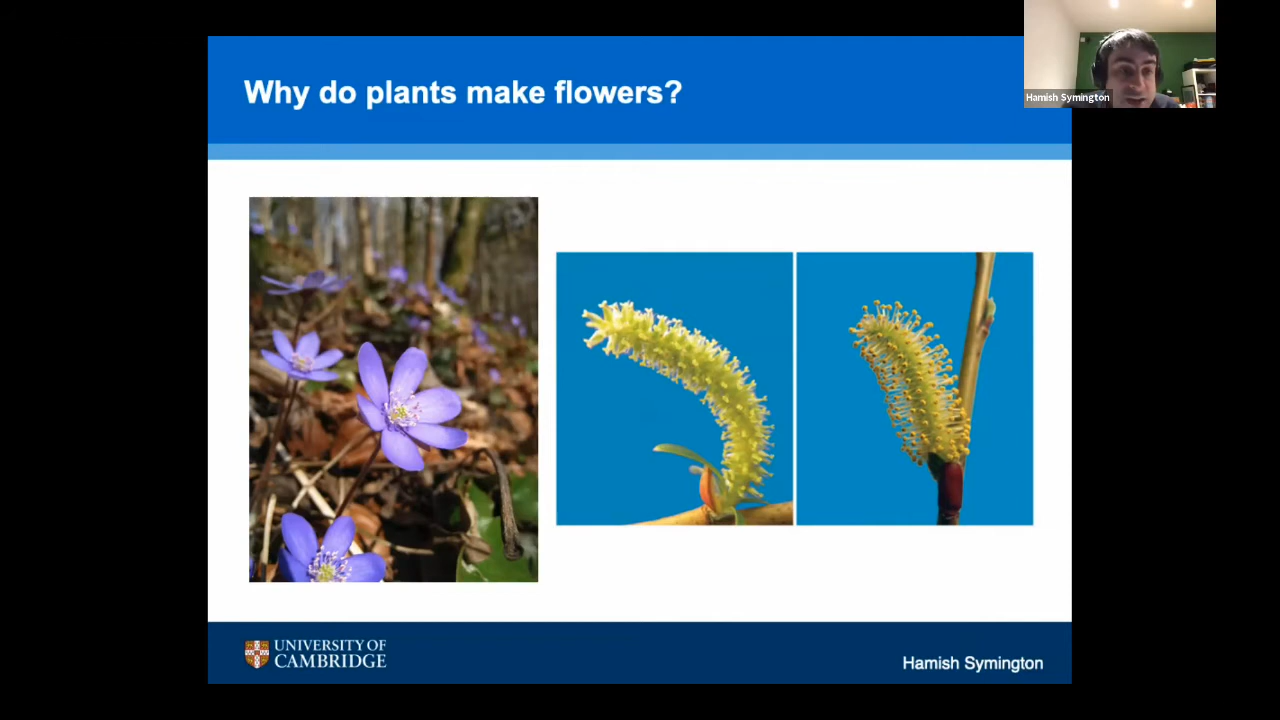 Why do plants make flowers?
Hamish Symington
UNIVERSITY OF
CAMBRIDGE
Hamish Symington